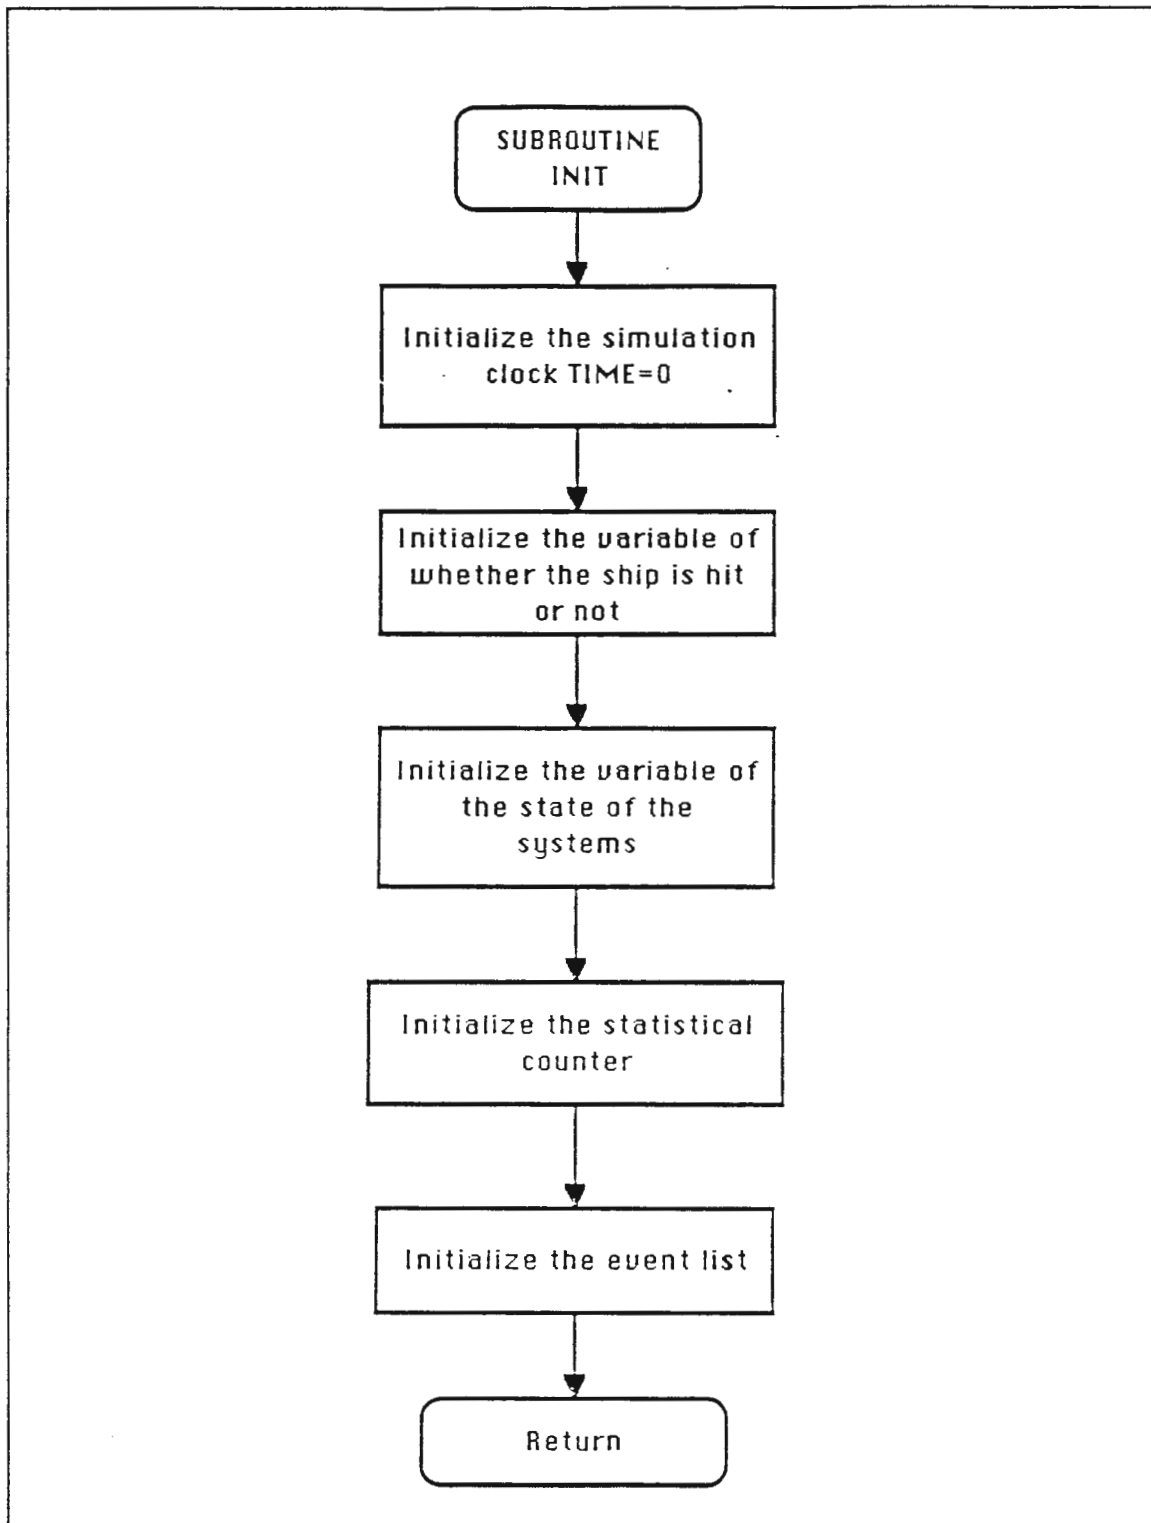 SUBROUTINE
INIT
Initialize the simulation
clock TIME=0
Initialize the variable of
whether the ship is hit
or not
Initialize the variable of
the state of the
systems
Initialize the statistical
counter
Initialize the event list
Return